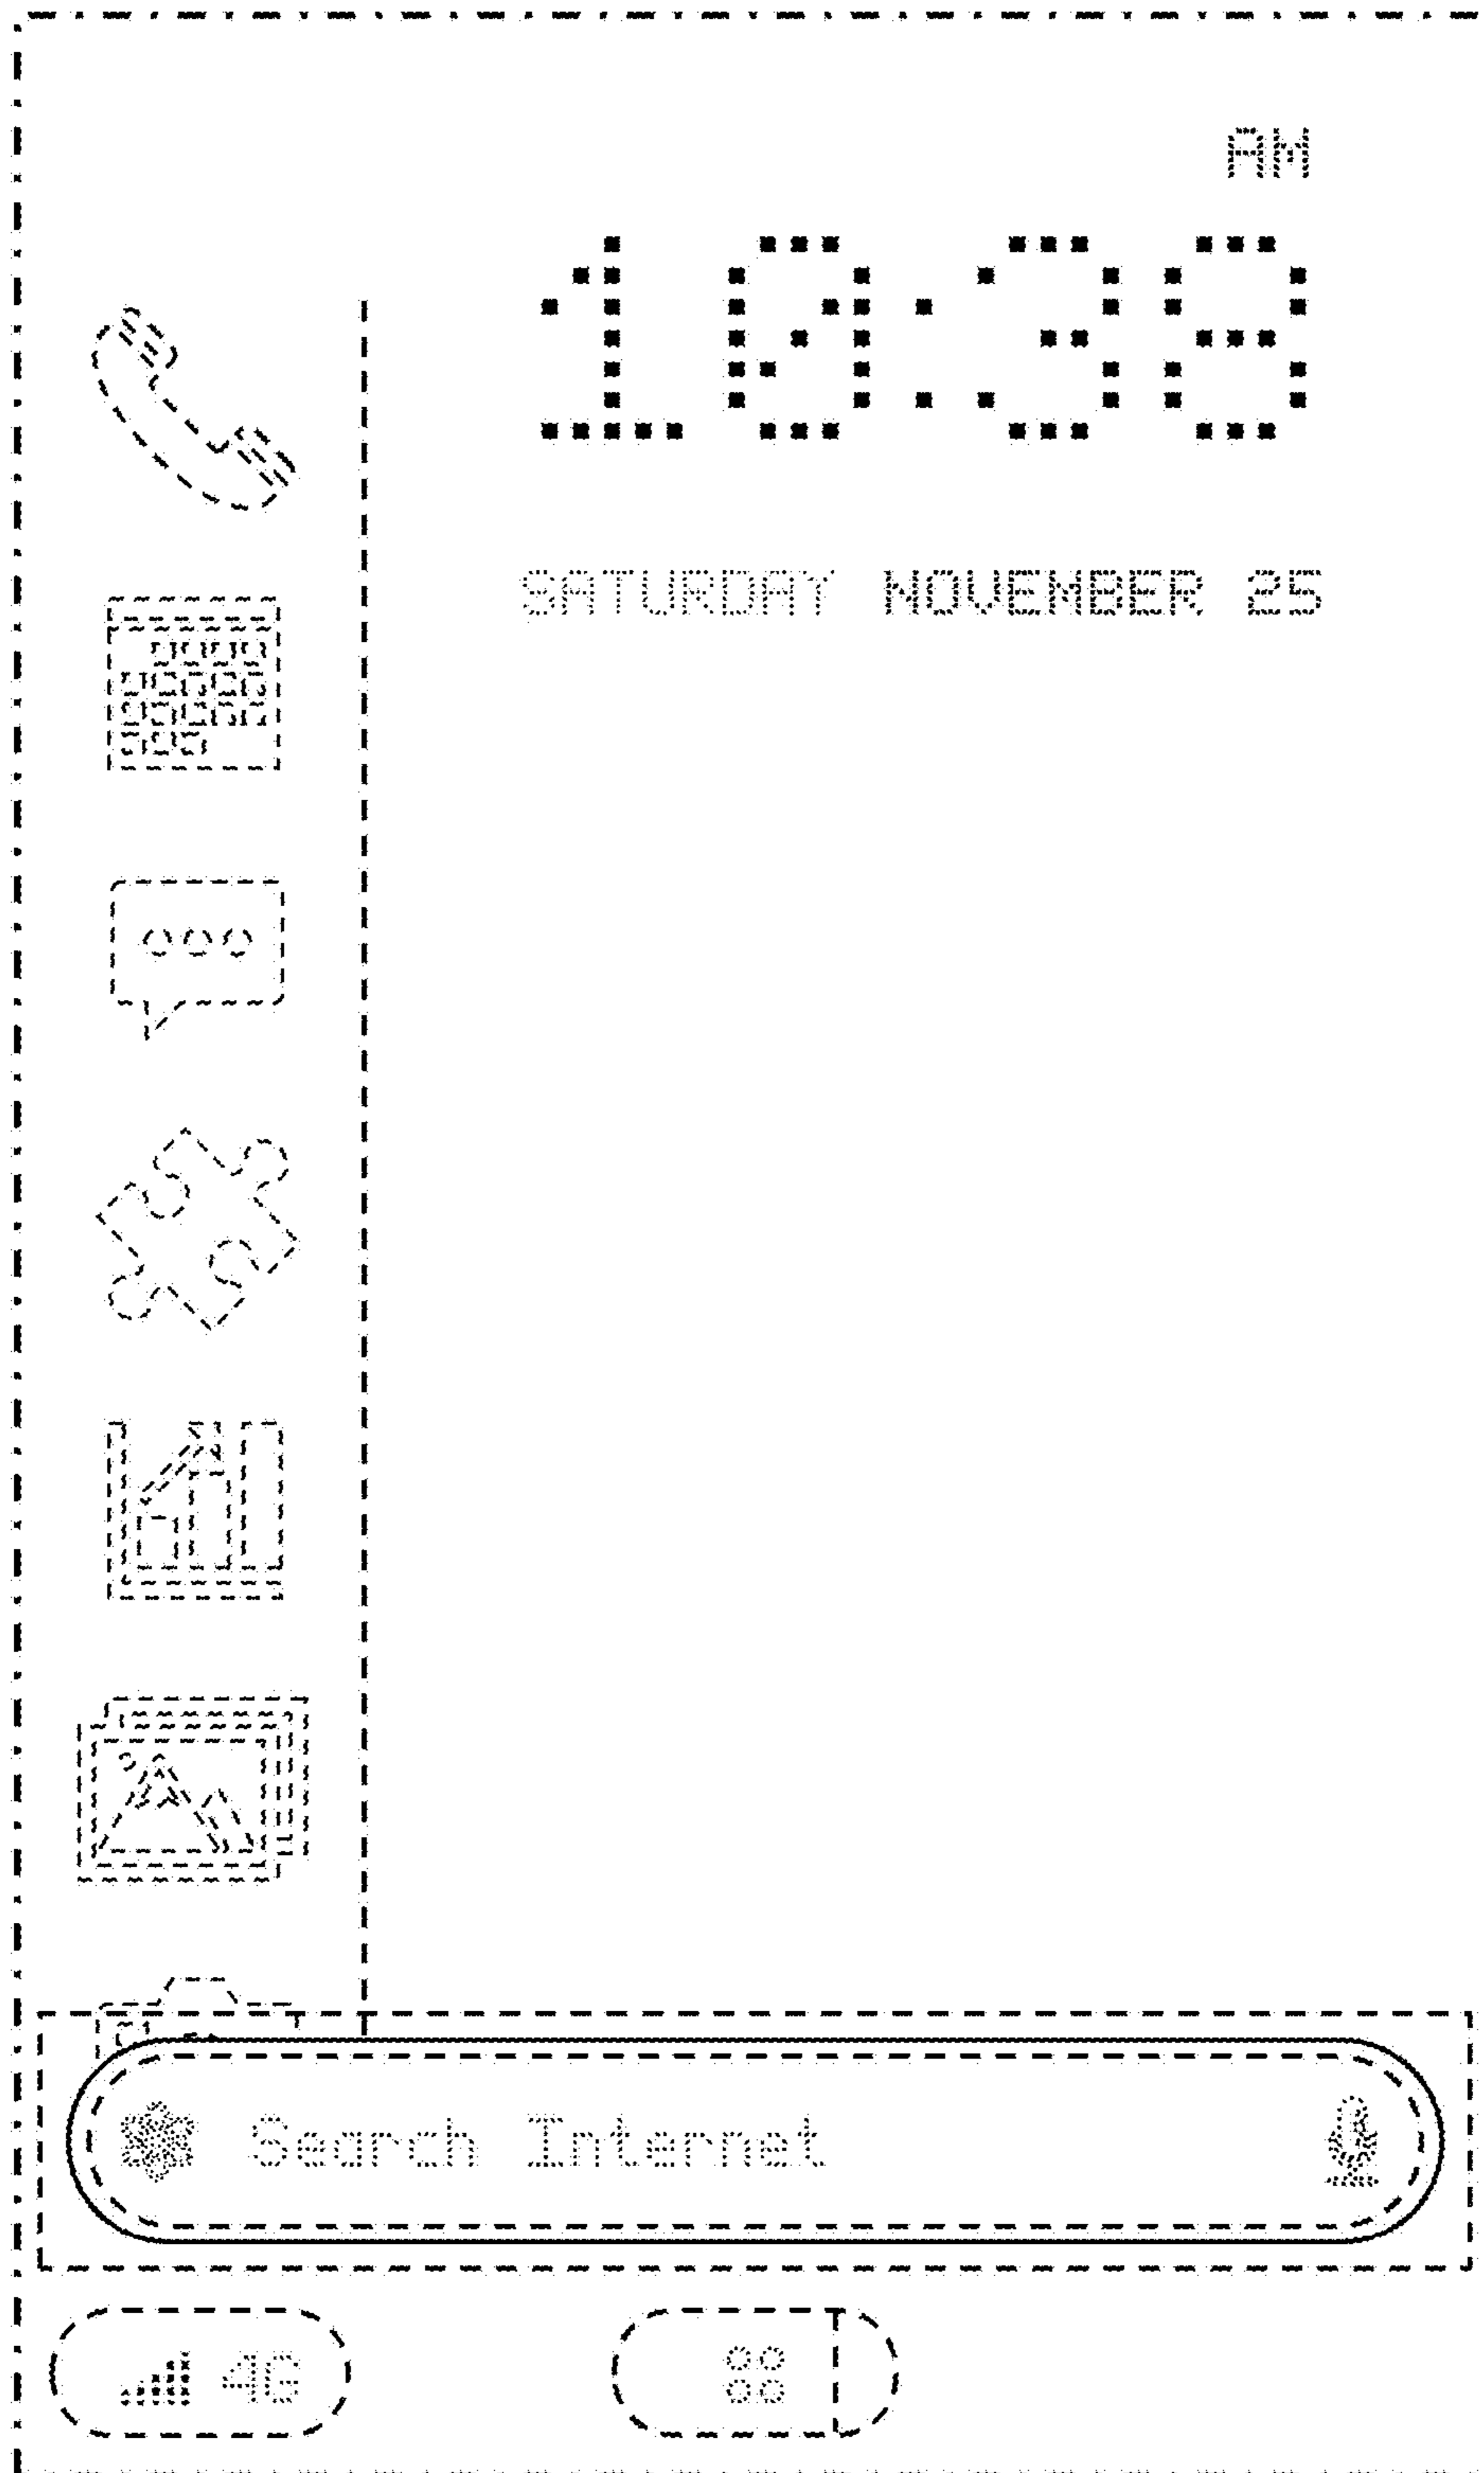 AM
10:38
SATURDAY NOVEMBER 25
Search Internet
4G